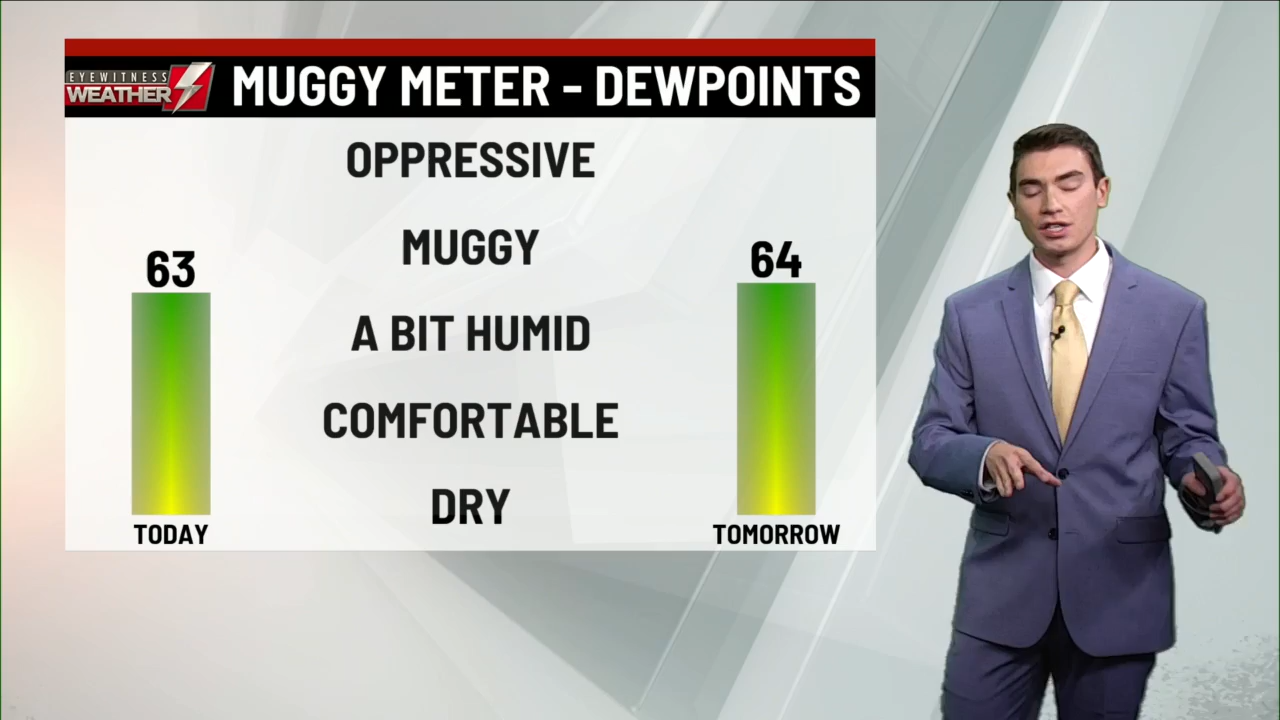 EYEWITNESS
WEATHER
MUGGY METER - DEWPOINTS
OPPRESSIVE
MUGGY
63
64
A BIT HUMID
COMFORTABLE
DRY
TODAY
TOMORROW